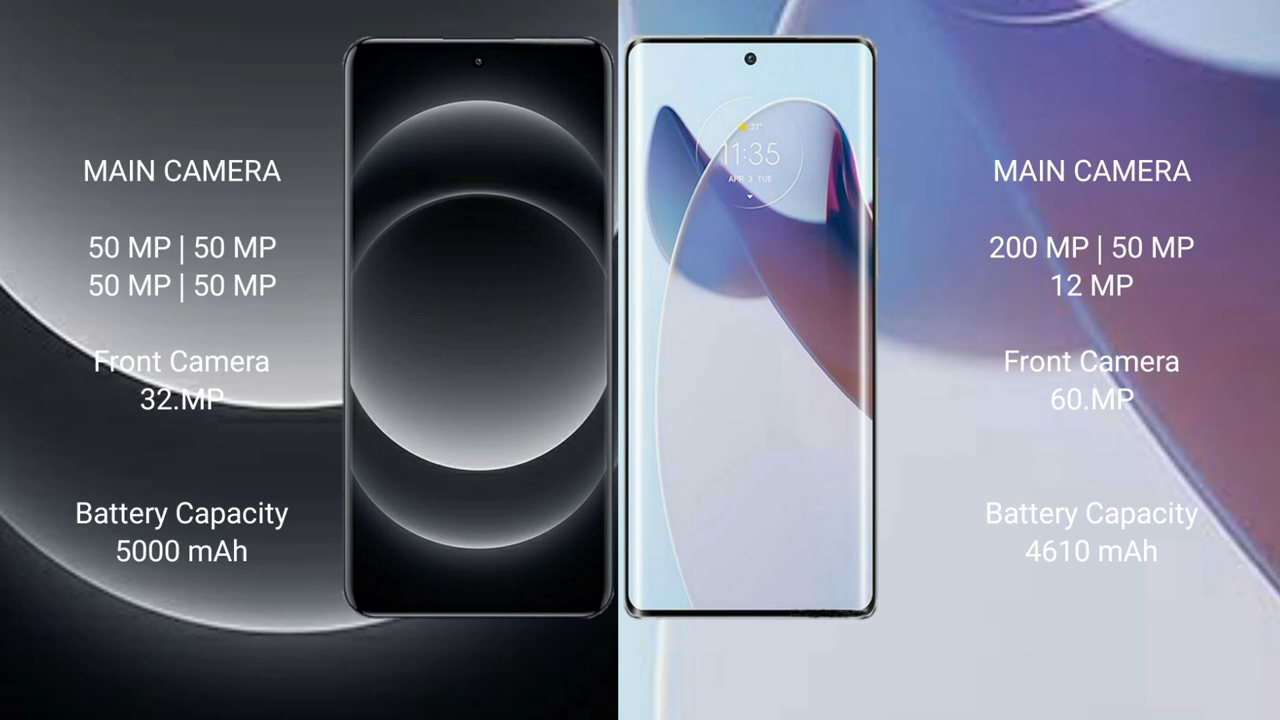 MAIN CAMERA
50 MP | 50 MP
50 MP | 50 MP
Front Camera
32.MP
Battery Capacity
5000 mAh
27°
11:35
APR 3 TUE
MAIN CAMERA
200 MP | 50 MP
12 MP
Front Camera
60.MP
Battery Capacity
4610 mAh